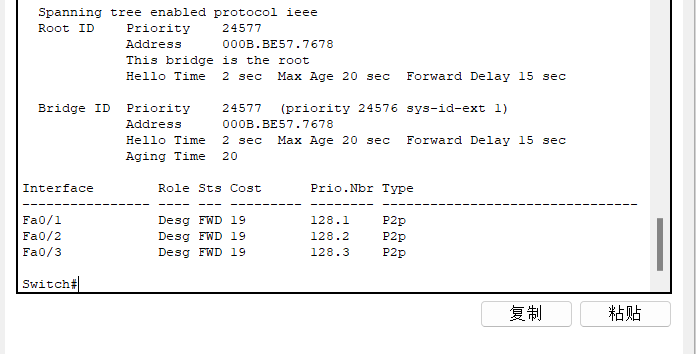 Spanning tree enabled protocol ieee
Root ID    Priority    24577
Address     000B.BE57.7678
This bridge is the root
Hello Time  2 sec  Max Age 20 sec  Forward Delay 15 sec
Bridge ID  Priority    24577  (priority 24576 sys-id-ext 1)
Address     000B.BE57.7678
Hello Time  2 sec  Max Age 20 sec  Forward Delay 15 sec
Aging Time  20
Interface        Role Sts Cost      Prio.Nbr Type
---------------- ---- --- --------- -------- --------------------------------
Fa0/1            Desg FWD 19        128.1    P2p
Fa0/2            Desg FWD 19        128.2    P2p
Fa0/3            Desg FWD 19        128.3    P2p
Switch#
复制 粘贴